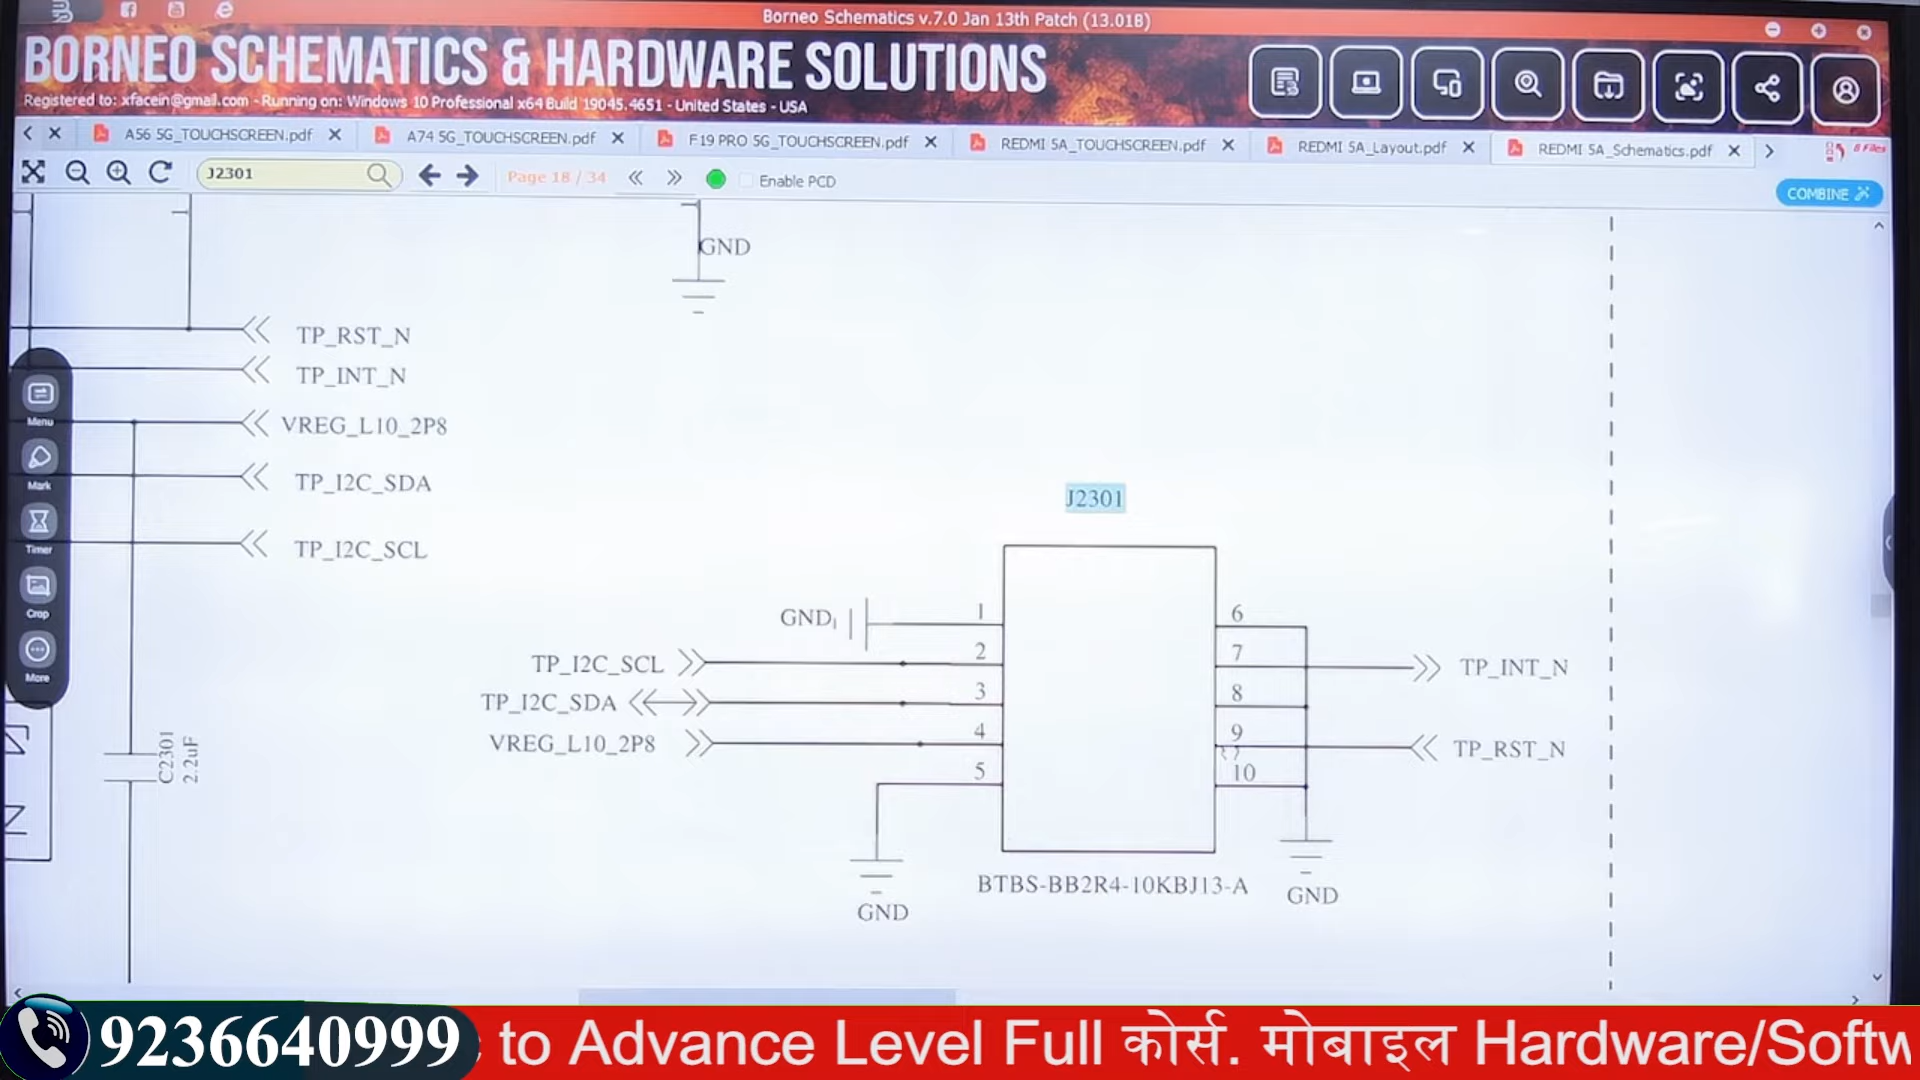 Borneo Schematics v.7.0 Jan 13th Patch (13.01B)
BORNEO SCHEMATICS & HARDWARE SOLUTIONS
Registered to: xfacein@gmail.com - Running on: Windows 10 Professional x64 Build 19045.4651 - United States - USA
A56 5G_TOUCHSCREEN.pdf A74 5G_TOUCHSCREEN.pdf F19 PRO 5G_TOUCHSCREEN.pdf REDMI 5A_TOUCHSCREEN.pdf REDMI 5A_Layout.pdf REDMI 5A_Schematics.pdf 8 Files
J2301 Page 18 / 34 Enable PCD COMBINE
GND
TP_RST_N
TP_INT_N
VREG_L10_2P8
TP_I2C_SDA
TP_I2C_SCL
Menu
Mark
Timer
Crop
More
C2301
2.2uF
J2301
GND 1 6
TP_I2C_SCL 2 7 TP_INT_N
TP_I2C_SDA 3 8
VREG_L10_2P8 4 9 TP_RST_N
5 10
BTBS-BB2R4-10KBJ13-A
GND GND
9236640999 to Advance Level Full कोर्स. मोबाइल Hardware/Softw